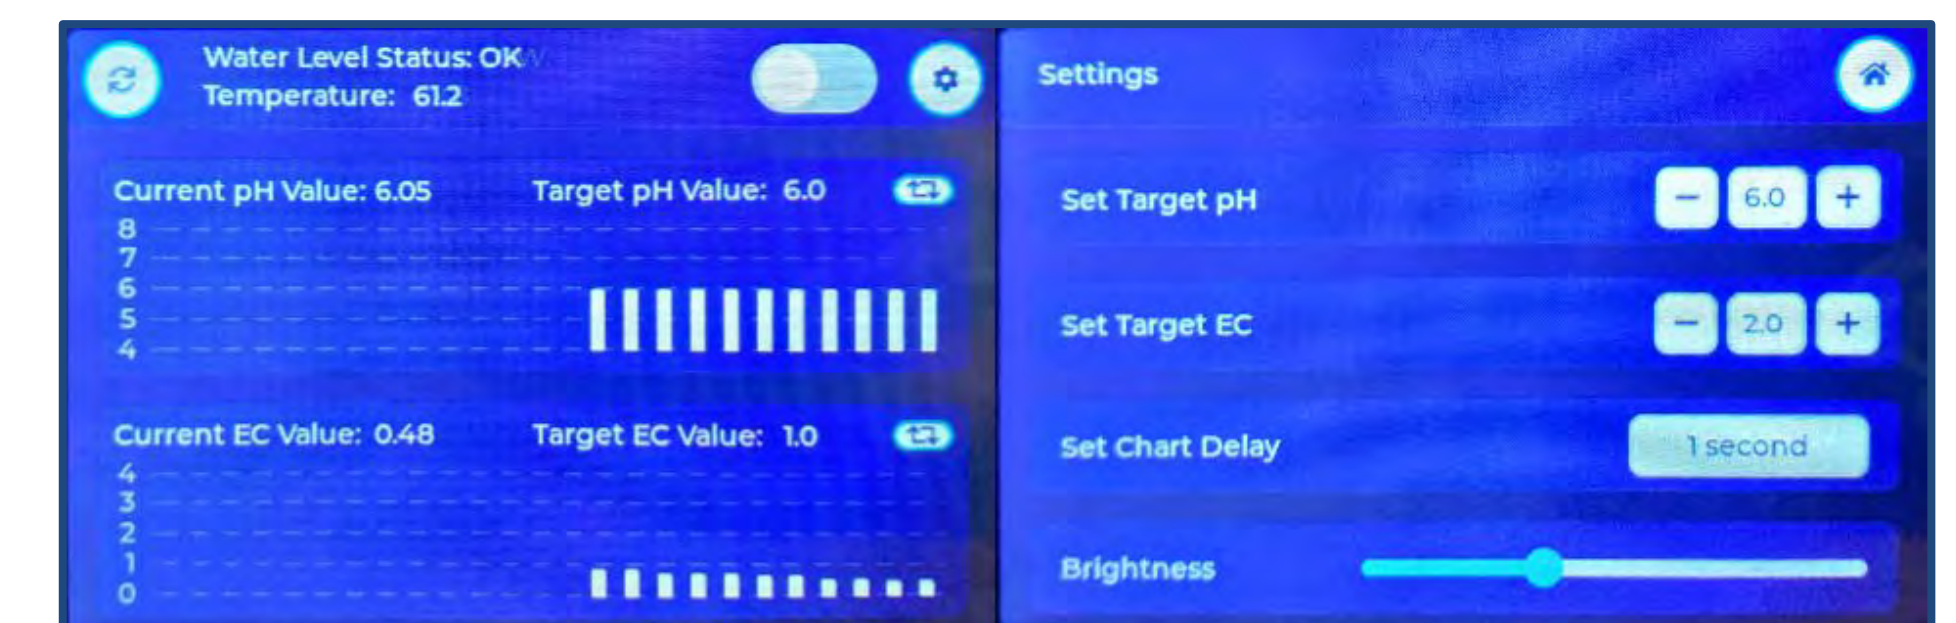 Water Level Status: OK
Temperature: 61.2
Current pH Value: 6.05 Target pH Value: 6.0
8
7
6
5
4
Current EC Value: 0.48 Target EC Value: 1.0
4
3
2
1
0
Settings
Set Target pH - 6.0 +
Set Target EC - 2.0 +
Set Chart Delay 1 second
Brightness